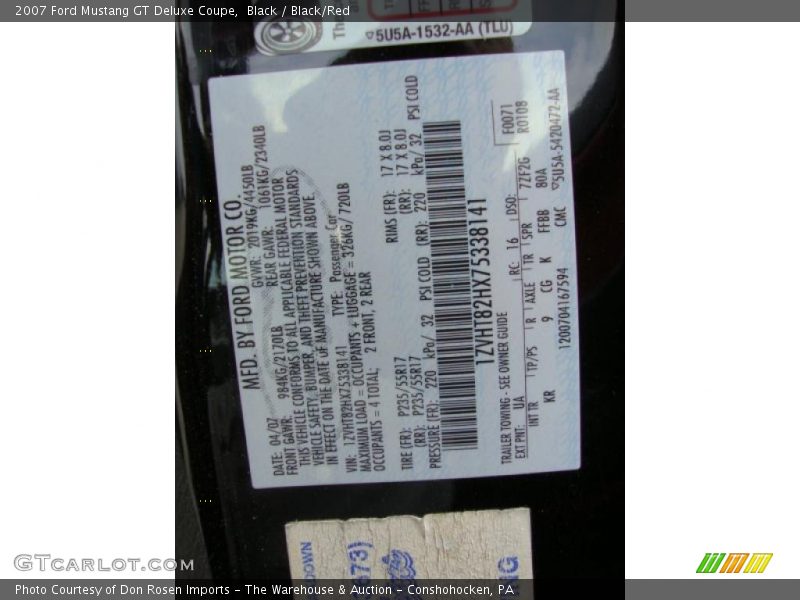 2007 Ford Mustang GT Deluxe Coupe, Black / Black/Red
5U5A-1532-AA (TLU)
MFD. BY FORD MOTOR CO.
DATE: 04/07 GVWR: 2019KG/4450LB
FRONT GAWR: 984KG/2170LB REAR GAWR: 1061KG/2340LB
THIS VEHICLE CONFORMS TO ALL APPLICABLE FEDERAL MOTOR
VEHICLE SAFETY, BUMPER, AND THEFT PREVENTION STANDARDS
IN EFFECT ON THE DATE OF MANUFACTURE SHOWN ABOVE.
VIN: 1ZVHT82HX75338141 TYPE: Passenger Car
MAXIMUM LOAD = OCCUPANTS + LUGGAGE = 326KG/ 720LB
OCCUPANTS = 4 TOTAL; 2 FRONT, 2 REAR
TIRE (FR): P235/55R17 RIMS (FR): 17 X 8.0J
(RR): P235/55R17 (RR): 17 X 8.0J
PRESSURE (FR): 220 kPa/ 32 PSI COLD (RR): 220 kPa/ 32 PSI COLD
1ZVHT82HX75338141
F0071
R0108
TRAILER TOWING - SEE OWNER GUIDE
EXT PNT: UA RC: 16 DSO: 7ZF2G
INT TR TP/PS R AXLE TR SPR 80A
KR 9 CG K FFBB
1200704167594 CMC 5U5A-5420472-AA
DOWN
673)
NG
GTCarLot.com
Photo Courtesy of Don Rosen Imports - The Warehouse & Auction - Conshohocken, PA